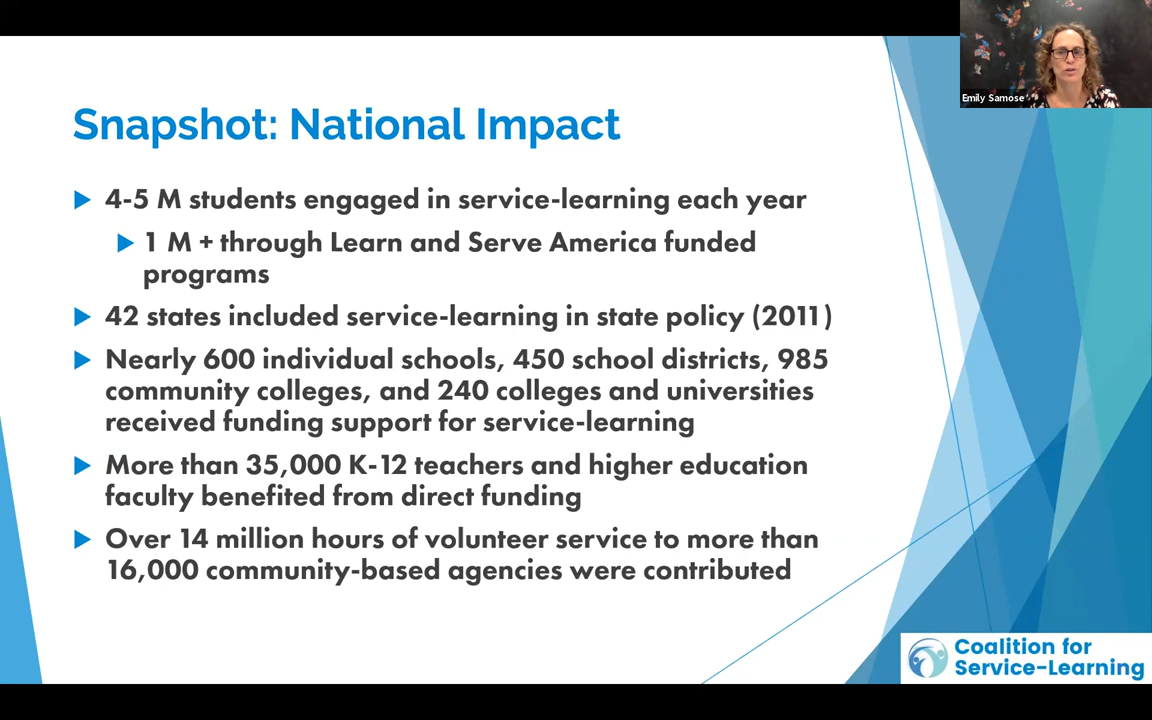 Emily Samose
Snapshot: National Impact
4-5 M students engaged in service-learning each year
1 M + through Learn and Serve America funded
programs
42 states included service-learning in state policy (2011)
Nearly 600 individual schools, 450 school districts, 985
community colleges, and 240 colleges and universities
received funding support for service-learning
More than 35,000 K-12 teachers and higher education
faculty benefited from direct funding
Over 14 million hours of volunteer service to more than
16,000 community-based agencies were contributed
Coalition for
Service-Learning